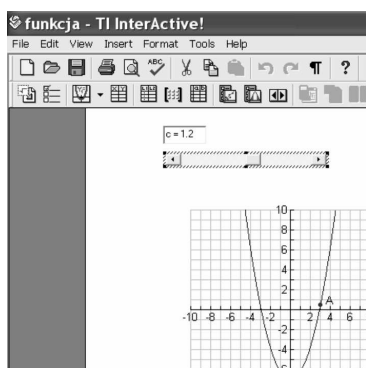 funkcja - TI InterActive!
File Edit View Insert Format Tools Help
ABC ¶ ?
c = 1.2
10
8
6
4
2
A
-10 -8 -6 -4 -2 2 4 6
-2
-4